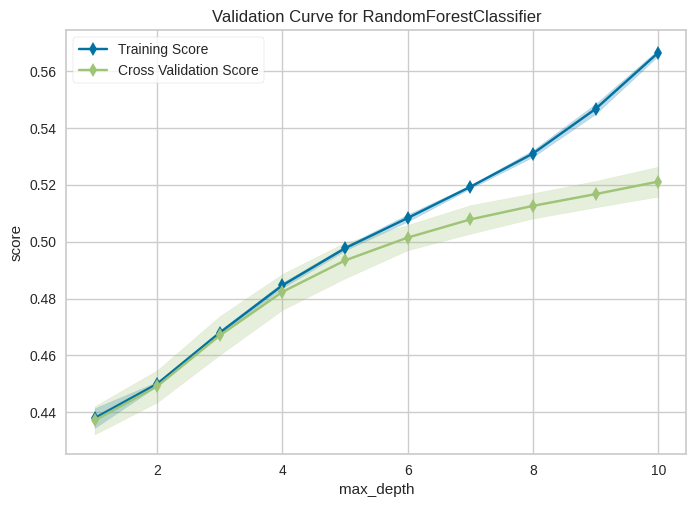 Validation Curve for RandomForestClassifier
Training Score
Cross Validation Score
0.56
0.54
0.52
0.50
0.48
0.46
0.44
score
2 4 6 8 10
max_depth